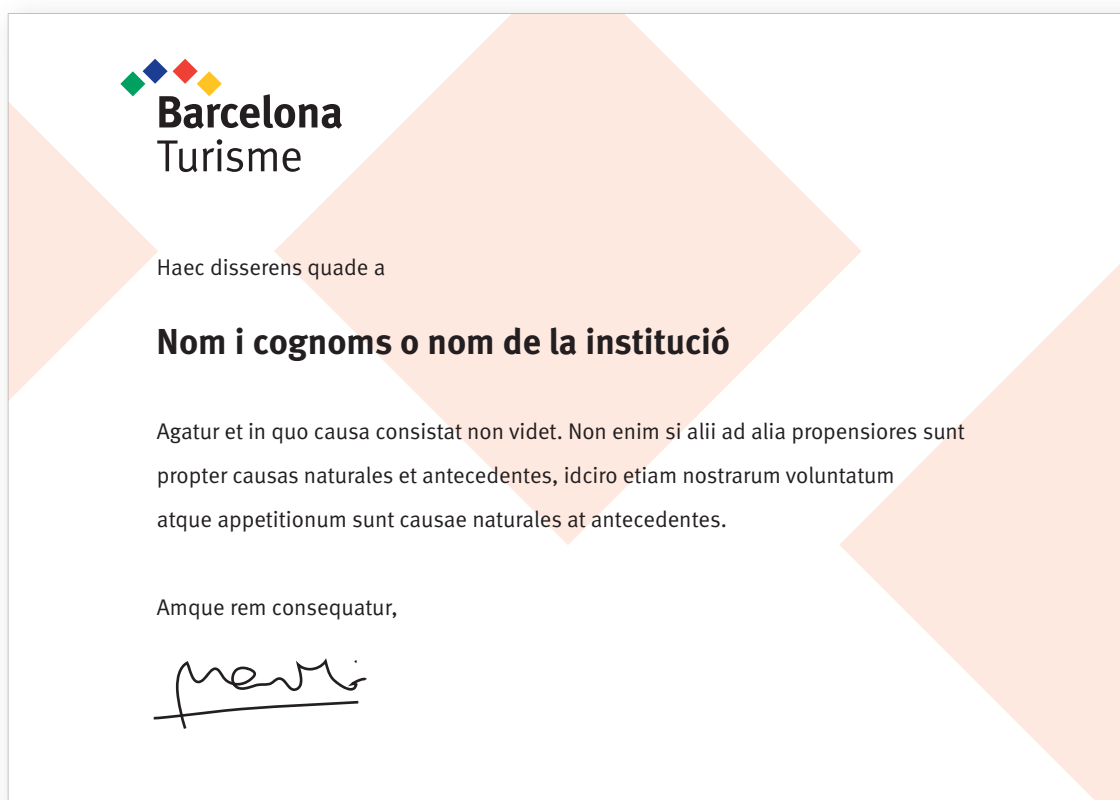 Barcelona
Turisme
Haec disserens quade a
Nom i cognoms o nom de la institució
Agatur et in quo causa consistat non videt. Non enim si alii ad alia propensiores sunt
propter causas naturales et antecedentes, idciro etiam nostrarum voluntatum
atque appetitionum sunt causae naturales at antecedentes.
Amque rem consequatur,